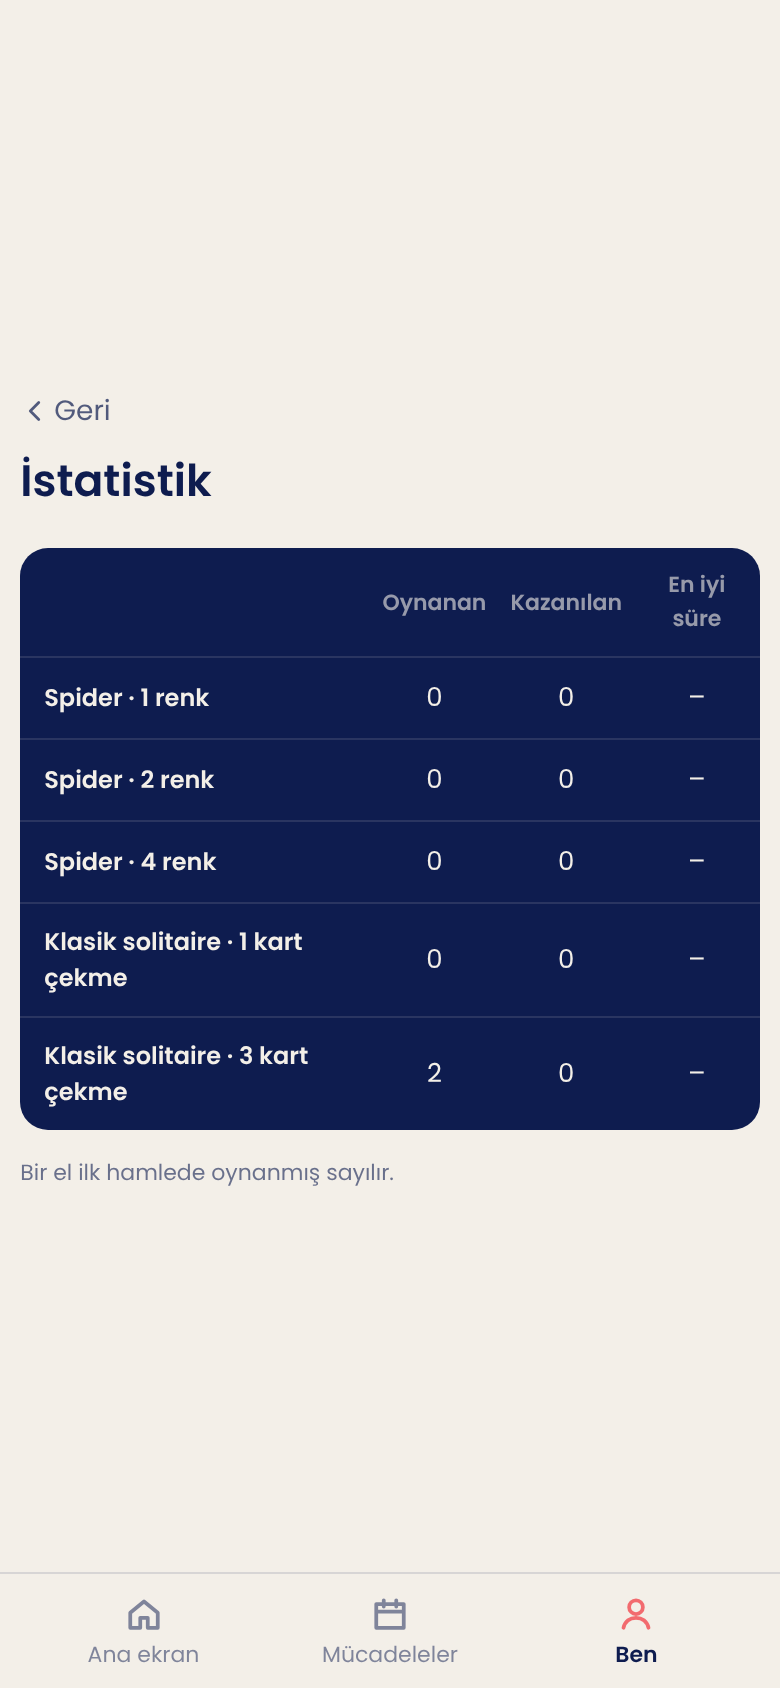 Geri
İstatistik
Oynanan Kazanılan En iyi
süre
Spider · 1 renk 0 0 –
Spider · 2 renk 0 0 –
Spider · 4 renk 0 0 –
Klasik solitaire · 1 kart
çekme 0 0 –
Klasik solitaire · 3 kart
çekme 2 0 –
Bir el ilk hamlede oynanmış sayılır.
Ana ekran Mücadeleler Ben